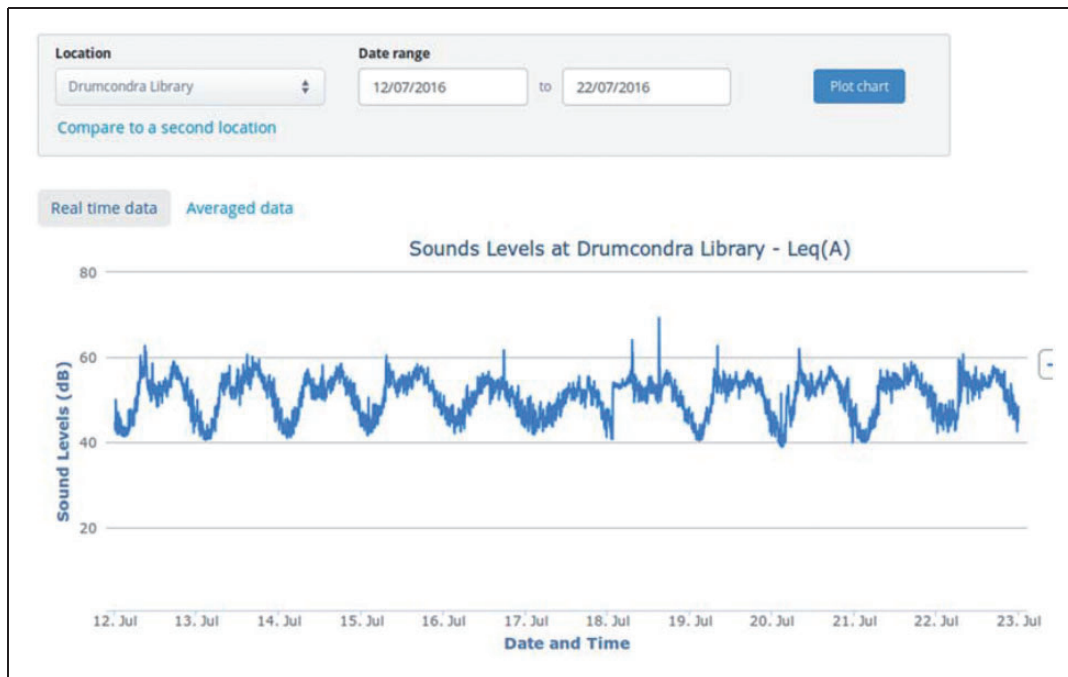 Location Date range
Drumcondra Library 12/07/2016 to 22/07/2016 Plot chart
Compare to a second location
Real time data Averaged data
Sounds Levels at Drumcondra Library - Leq(A)
80
60
40
20
Sound Levels (dB)
12. Jul 13. Jul 14. Jul 15. Jul 16. Jul 17. Jul 18. Jul 19. Jul 20. Jul 21. Jul 22. Jul 23. Jul
Date and Time